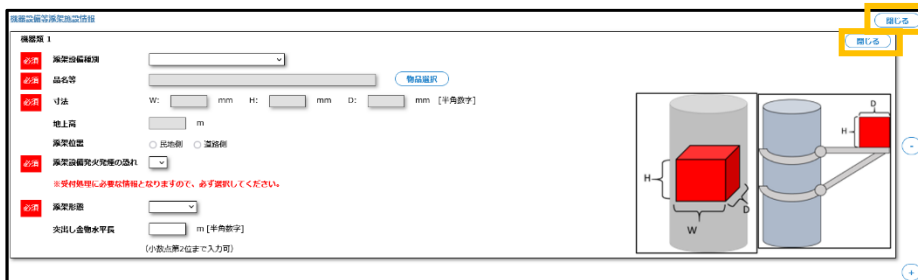 機器設備等添架施設情報
閉じる
機器類 1
閉じる
必須 添架設備種別
必須 品名等 物品選択
必須 寸法 W: mm H: mm D: mm [半角数字]
地上高 m
添架位置 民地側 道路側
必須 添架設備発火発煙の恐れ
※受付処理に必要な情報となりますので、必ず選択してください。
必須 添架形態
突出し金物水平長 m [半角数字]
(小数点第2位まで入力可)
H
W
D
D
H
-
+